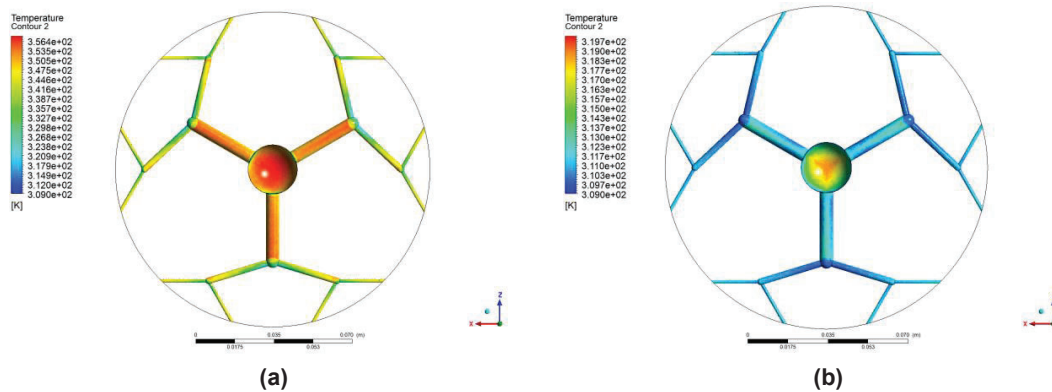 Temperature
Contour 2
3.564e+02
3.535e+02
3.505e+02
3.475e+02
3.446e+02
3.416e+02
3.387e+02
3.357e+02
3.327e+02
3.298e+02
3.268e+02
3.238e+02
3.209e+02
3.179e+02
3.149e+02
3.120e+02
3.090e+02
[K]
0
0.035
0.070 (m)
0.0175
0.053
Z
X
(a)
Temperature
Contour 2
3.197e+02
3.190e+02
3.183e+02
3.177e+02
3.170e+02
3.163e+02
3.157e+02
3.150e+02
3.143e+02
3.137e+02
3.130e+02
3.123e+02
3.117e+02
3.110e+02
3.103e+02
3.097e+02
3.090e+02
[K]
0
0.035
0.070 (m)
0.0175
0.053
X
(b)